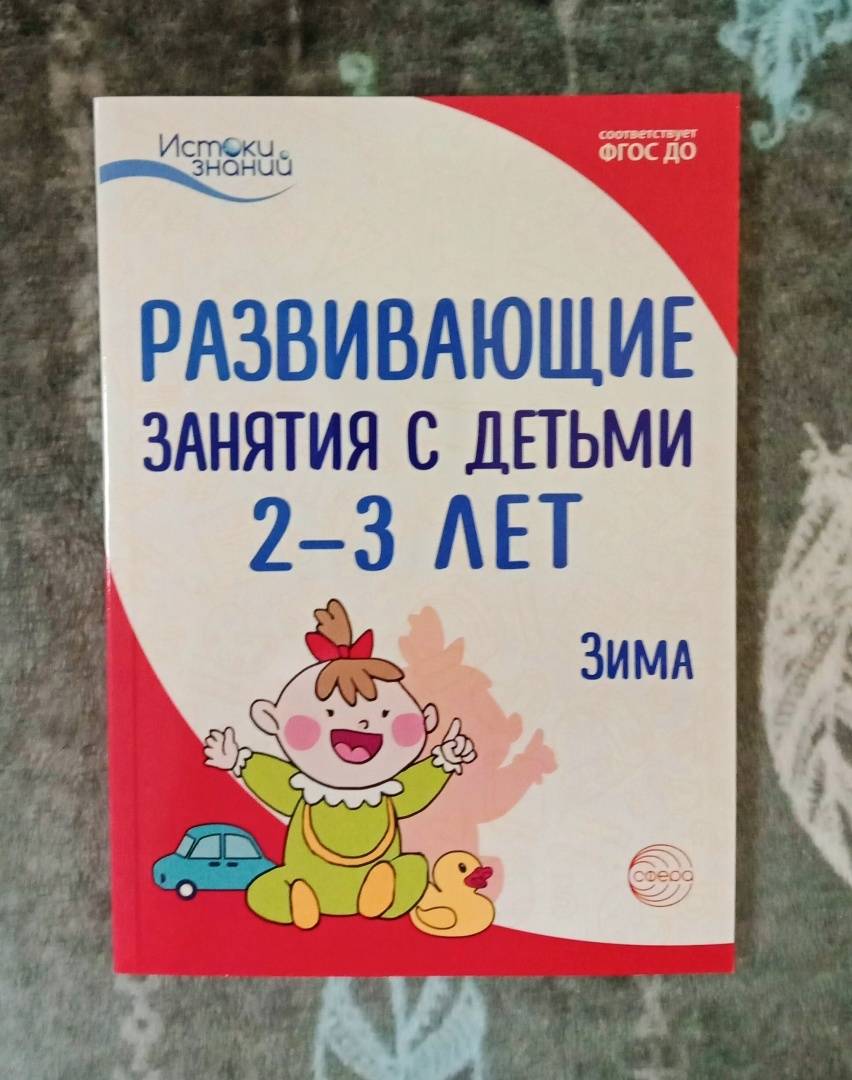 Истоки
знаний
соответствует
ФГОС ДО
РАЗВИВАЮЩИЕ
ЗАНЯТИЯ С ДЕТЬМИ
2–3 ЛЕТ
ЗИМА
сфера